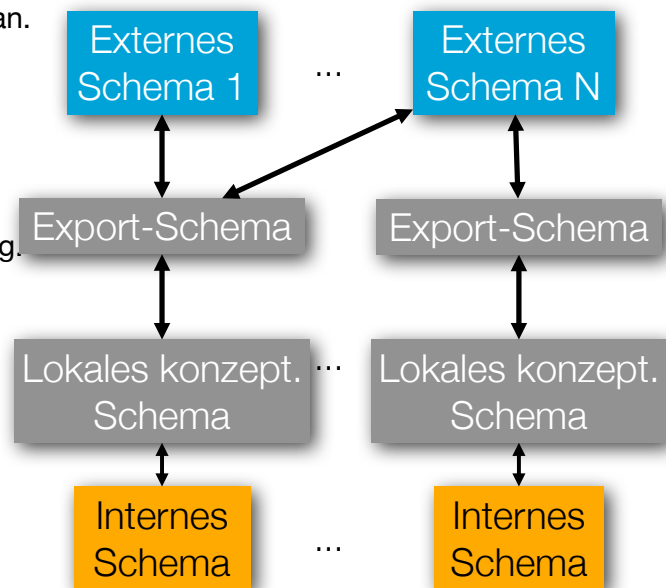 an.
Externes
Schema 1
...
Externes
Schema N
Export-Schema
Export-Schema
g.
Lokales konzept.
Schema
...
Lokales konzept.
Schema
Internes
Schema
...
Internes
Schema